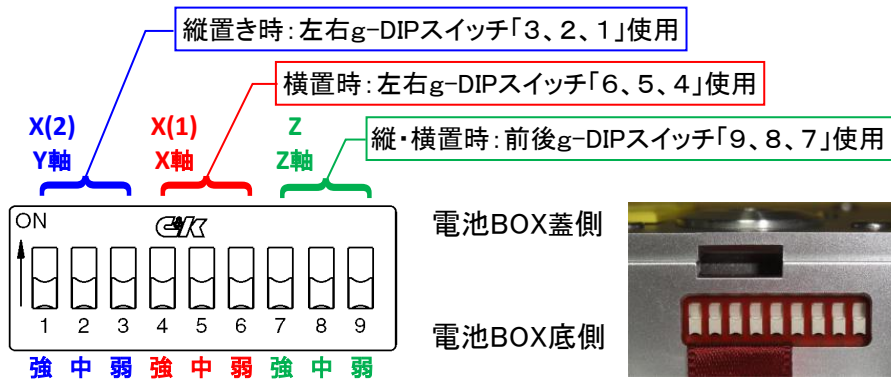 縦置き時:左右g-DIPスイッチ「3、2、1」使用
横置時:左右g-DIPスイッチ「6、5、4」使用
縦・横置時:前後g-DIPスイッチ「9、8、7」使用
X(2) X(1) Z
Y軸 X軸 Z軸
ON C&K
電池BOX蓋側
1 2 3 4 5 6 7 8 9
電池BOX底側
強 中 弱 強 中 弱 強 中 弱